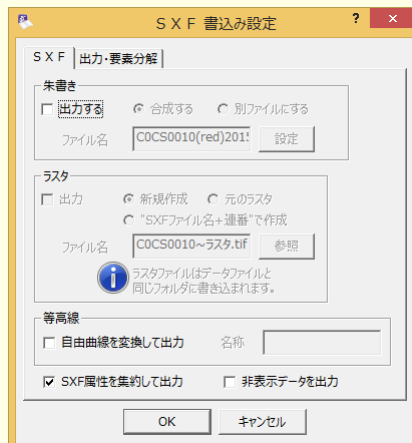 ＳＸＦ 書込み設定
?
×
ＳＸＦ 出力・要素分解
朱書き
出力する 合成する 別ファイルにする
ファイル名 C0CS0010(red)201 設定
ラスタ
出力 新規作成 元のラスタ
"SXFファイル名+連番"で作成
ファイル名 C0CS0010~ラスタ.tif 参照
ラスタファイルはデータファイルと
同じフォルダに書き込まれます。
等高線
自由曲線を変換して出力 名称
SXF属性を集約して出力 非表示データを出力
OK キャンセル